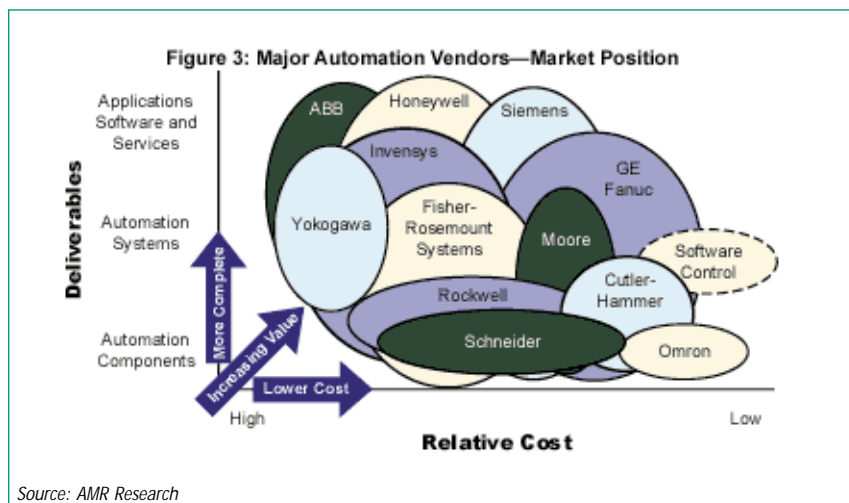 Figure 3: Major Automation Vendors—Market Position
Applications
Software and
Services
Automation
Systems
Automation
Components
Deliverables
More Complete
Increasing Value
Lower Cost
ABB
Honeywell
Siemens
Invensys
GE
Fanuc
Yokogawa
Fisher-
Rosemount
Systems
Moore
Software
Control
Cutler-
Hammer
Rockwell
Schneider
Omron
High
Low
Relative Cost
Source: AMR Research